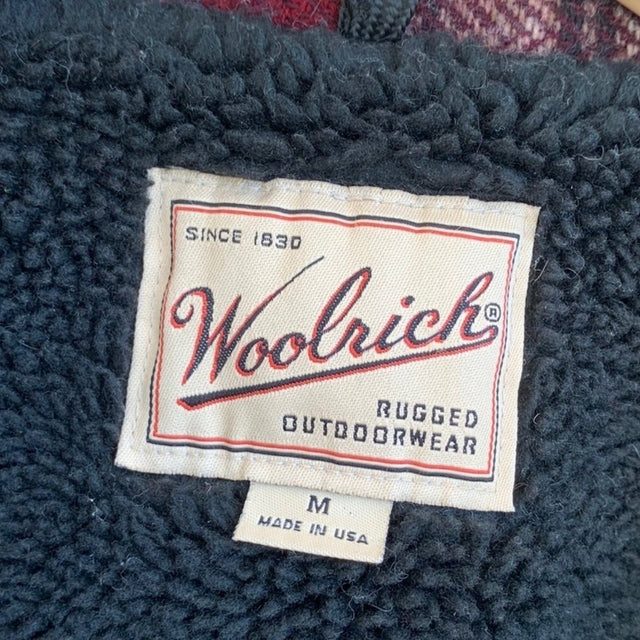 SINCE 1830
Woolrich®
RUGGED
OUTDOORWEAR
M
MADE IN USA